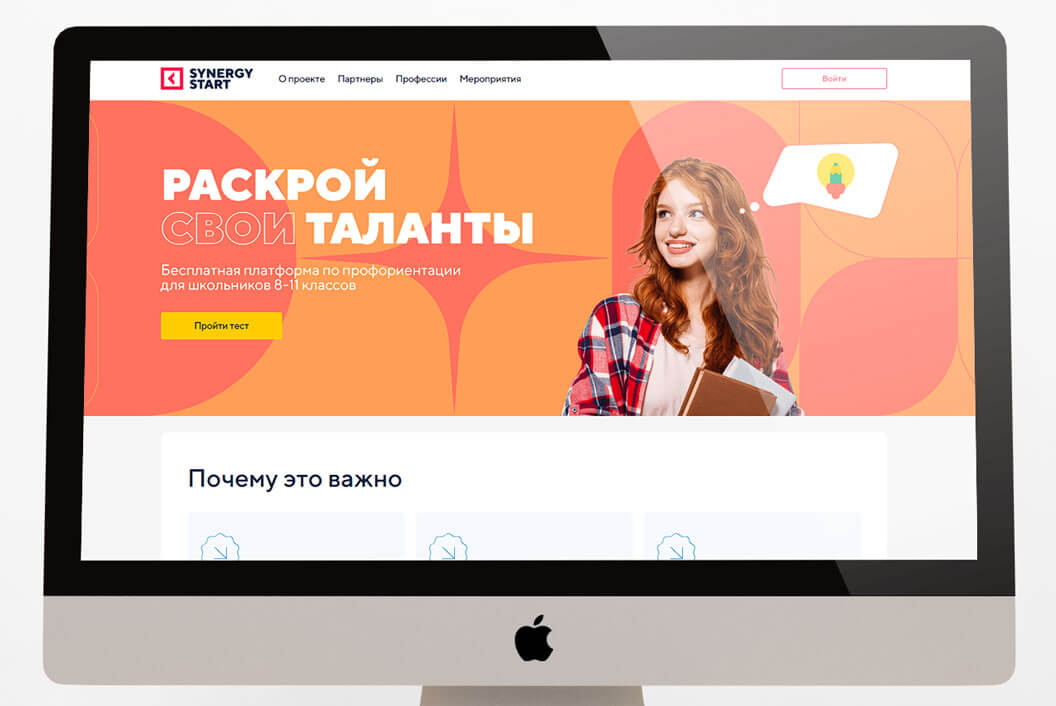 SYNERGY
START
О проекте Партнеры Профессии Мероприятия
Войти
РАСКРОЙ
СВОИ ТАЛАНТЫ
Бесплатная платформа по профориентации
для школьников 8-11 классов
Пройти тест
Почему это важно